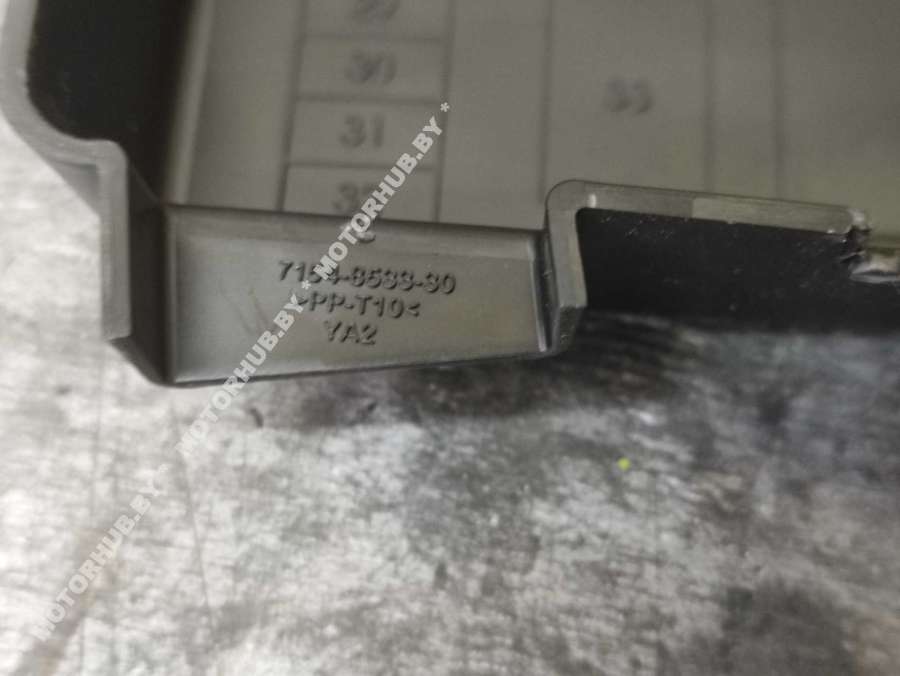 30
33
31
7154-8533-30
>PP-T10<
YA2
MOTORHUB.BY * MOTORHUB.BY * MOTORHUB.BY *